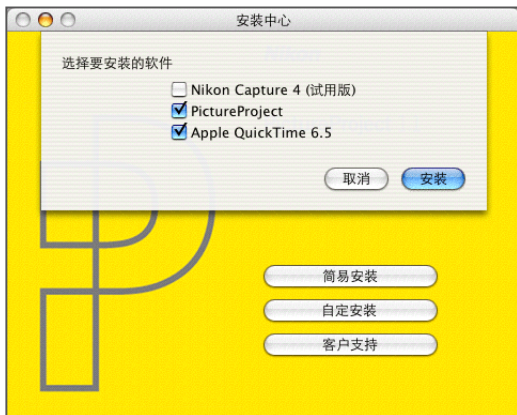 安装中心
选择要安装的软件
Nikon Capture 4 (试用版)
PictureProject
Apple QuickTime 6.5
取消
安装
简易安装
自定安装
客户支持